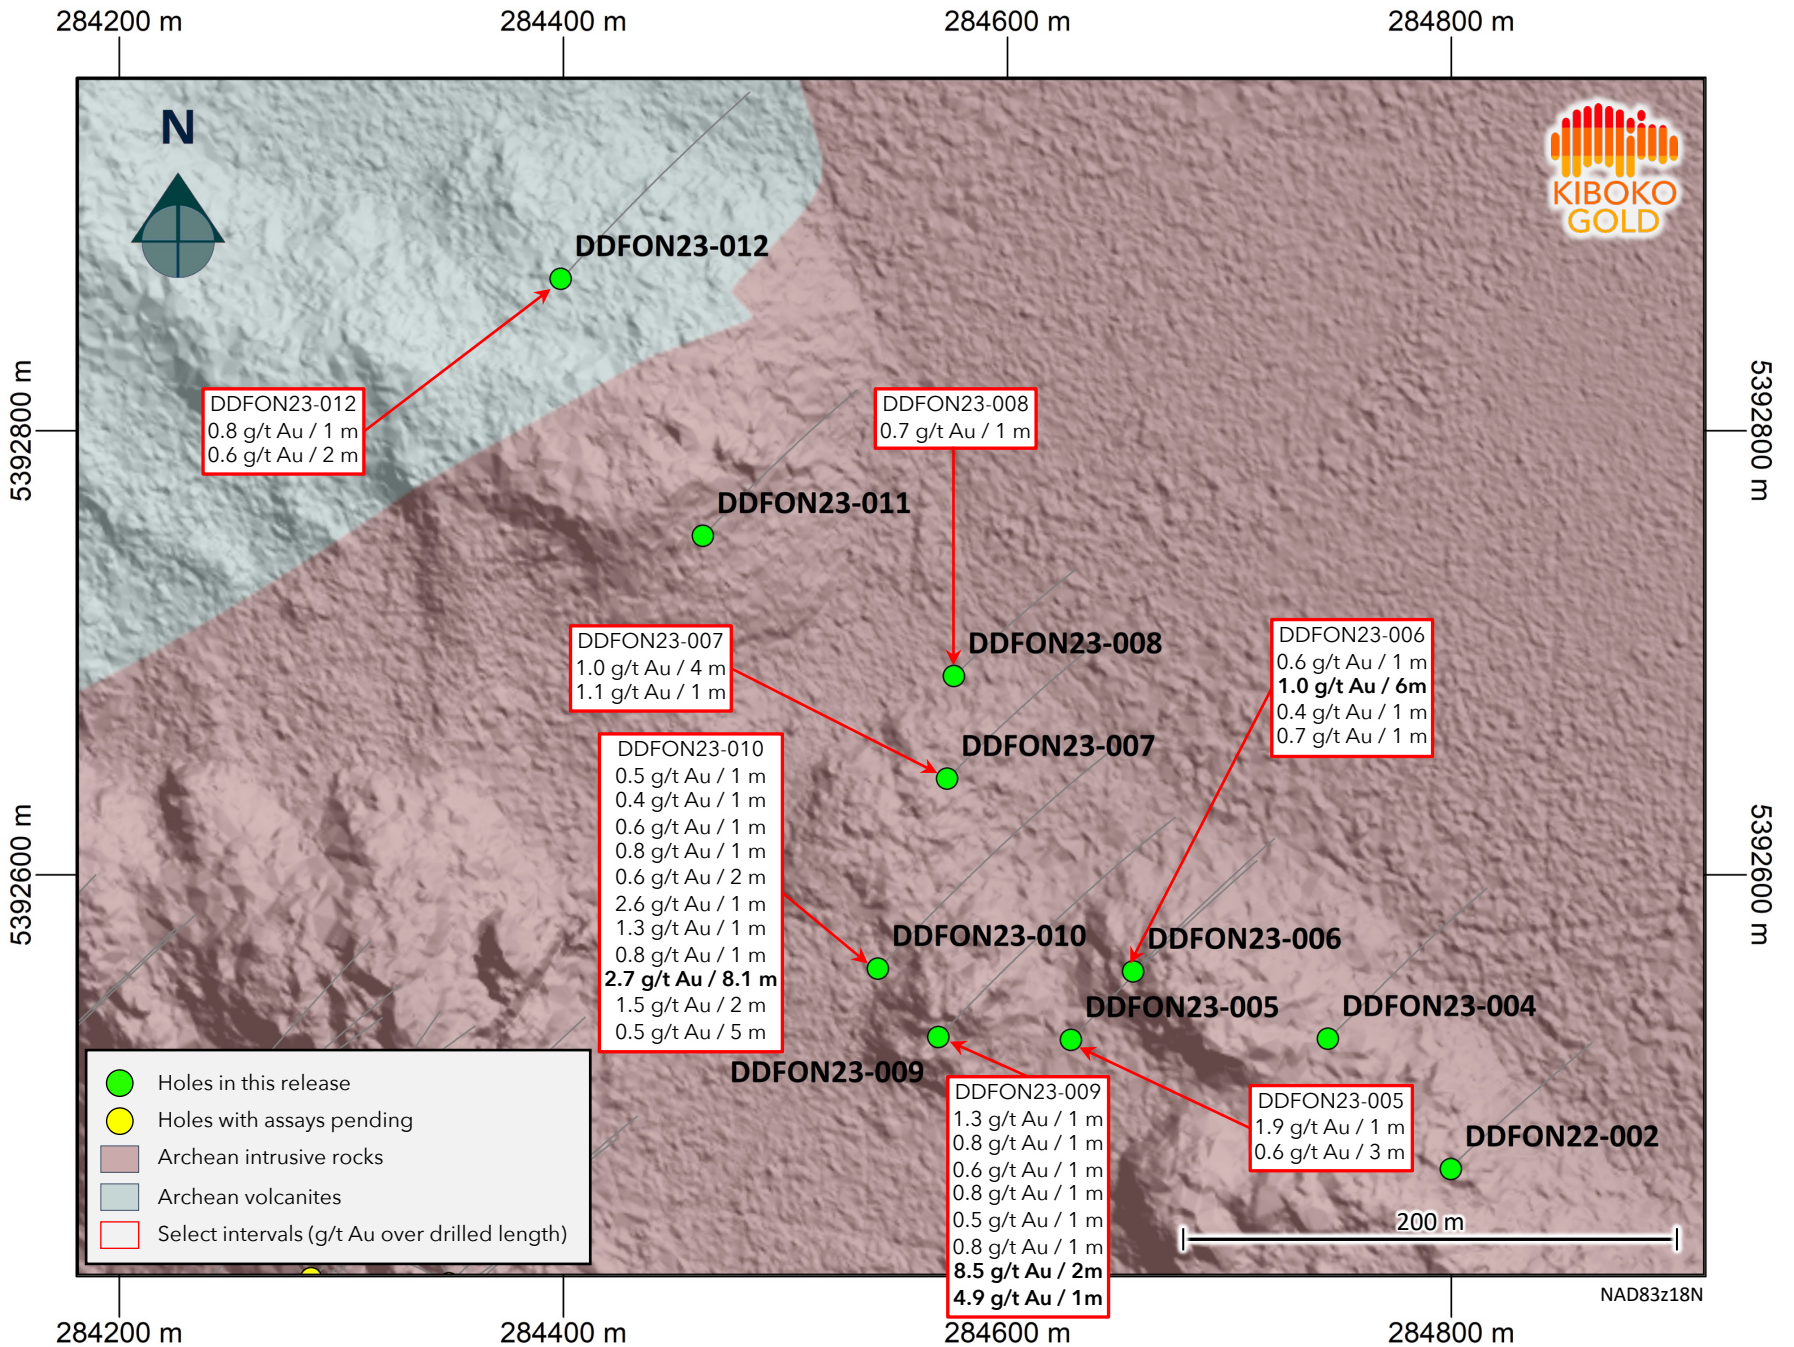 284200 m
284400 m
284600 m
284800 m
N
KIBOKO
GOLD
DDFON23-012
5392800 m
5392800 m
DDFON23-012
0.8 g/t Au / 1 m
0.6 g/t Au / 2 m
DDFON23-008
0.7 g/t Au / 1 m
DDFON23-011
DDFON23-007
1.0 g/t Au / 4 m
1.1 g/t Au / 1 m
DDFON23-008
DDFON23-006
0.6 g/t Au / 1 m
1.0 g/t Au / 6m
0.4 g/t Au / 1 m
0.7 g/t Au / 1 m
DDFON23-007
DDFON23-010
0.5 g/t Au / 1 m
0.4 g/t Au / 1 m
0.6 g/t Au / 1 m
0.8 g/t Au / 1 m
0.6 g/t Au / 2 m
2.6 g/t Au / 1 m
1.3 g/t Au / 1 m
0.8 g/t Au / 1 m
2.7 g/t Au / 8.1 m
1.5 g/t Au / 2 m
0.5 g/t Au / 5 m
5392600 m
5392600 m
DDFON23-010
DDFON23-006
DDFON23-005
DDFON23-004
DDFON23-009
DDFON23-009
1.3 g/t Au / 1 m
0.8 g/t Au / 1 m
0.6 g/t Au / 1 m
0.8 g/t Au / 1 m
0.5 g/t Au / 1 m
0.8 g/t Au / 1 m
8.5 g/t Au / 2m
4.9 g/t Au / 1m
DDFON23-005
1.9 g/t Au / 1 m
0.6 g/t Au / 3 m
DDFON22-002
Holes in this release
Holes with assays pending
Archean intrusive rocks
Archean volcanites
Select intervals (g/t Au over drilled length)
200 m
NAD83z18N
284200 m
284400 m
284600 m
284800 m